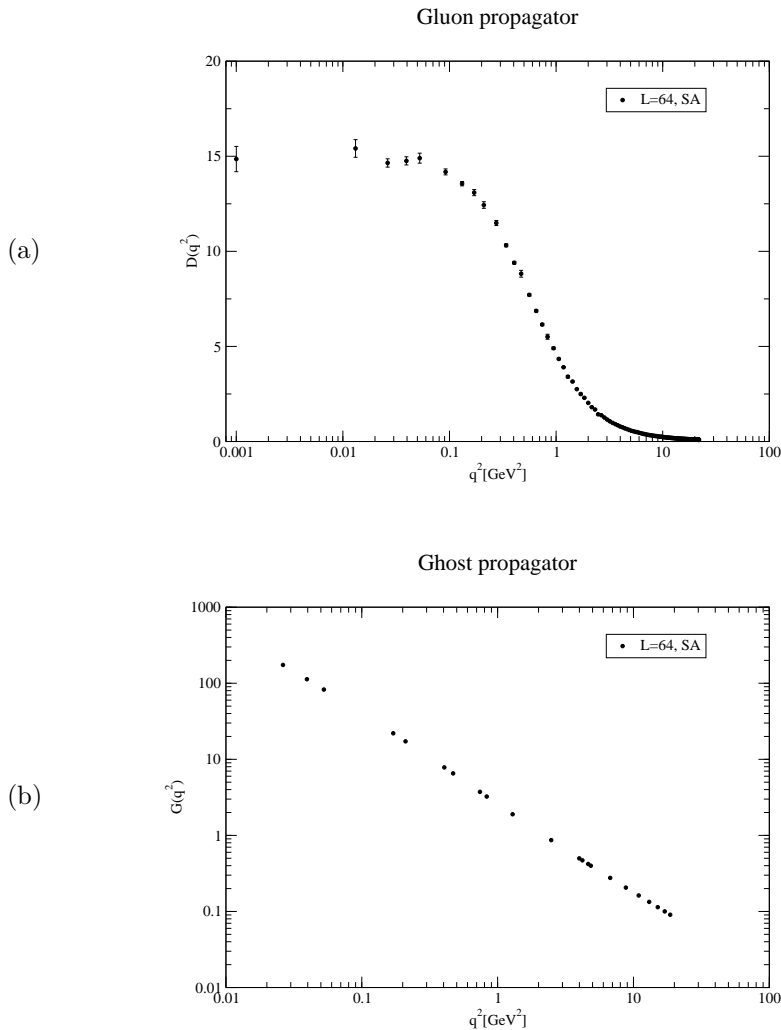 Gluon propagator
20
L=64, SA
15
(a)
D(q²)
10
5
0
0.001 0.01 0.1 1 10 100
q²[GeV²]
Ghost propagator
1000
L=64, SA
100
10
(b)
G(q²)
1
0.1
0.01
0.01 0.1 1 10 100
q²[GeV²]